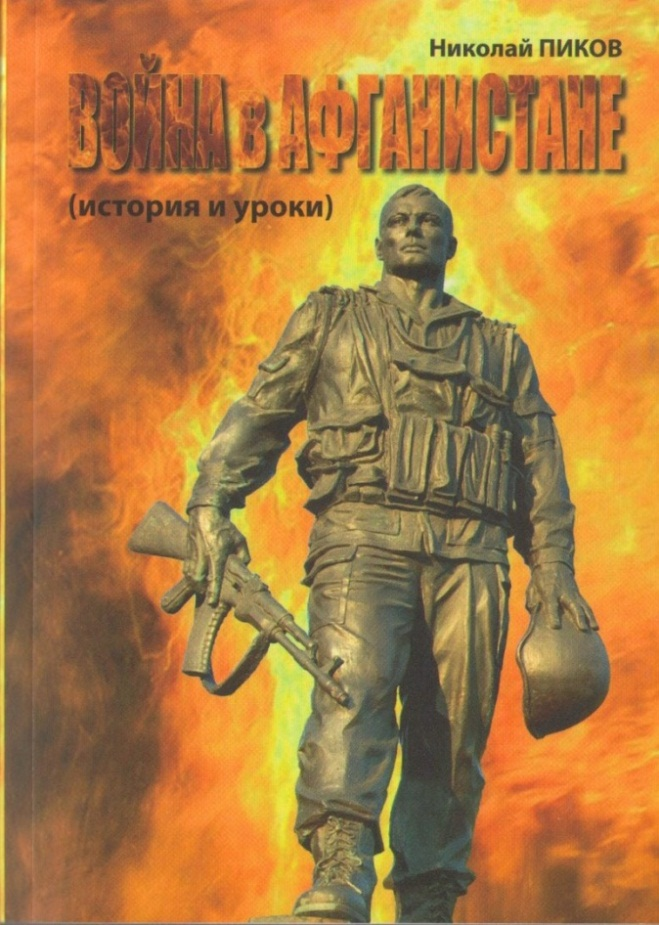 Николай ПИКОВ
ВОЙНА в АФГАНИСТАНЕ
(история и уроки)